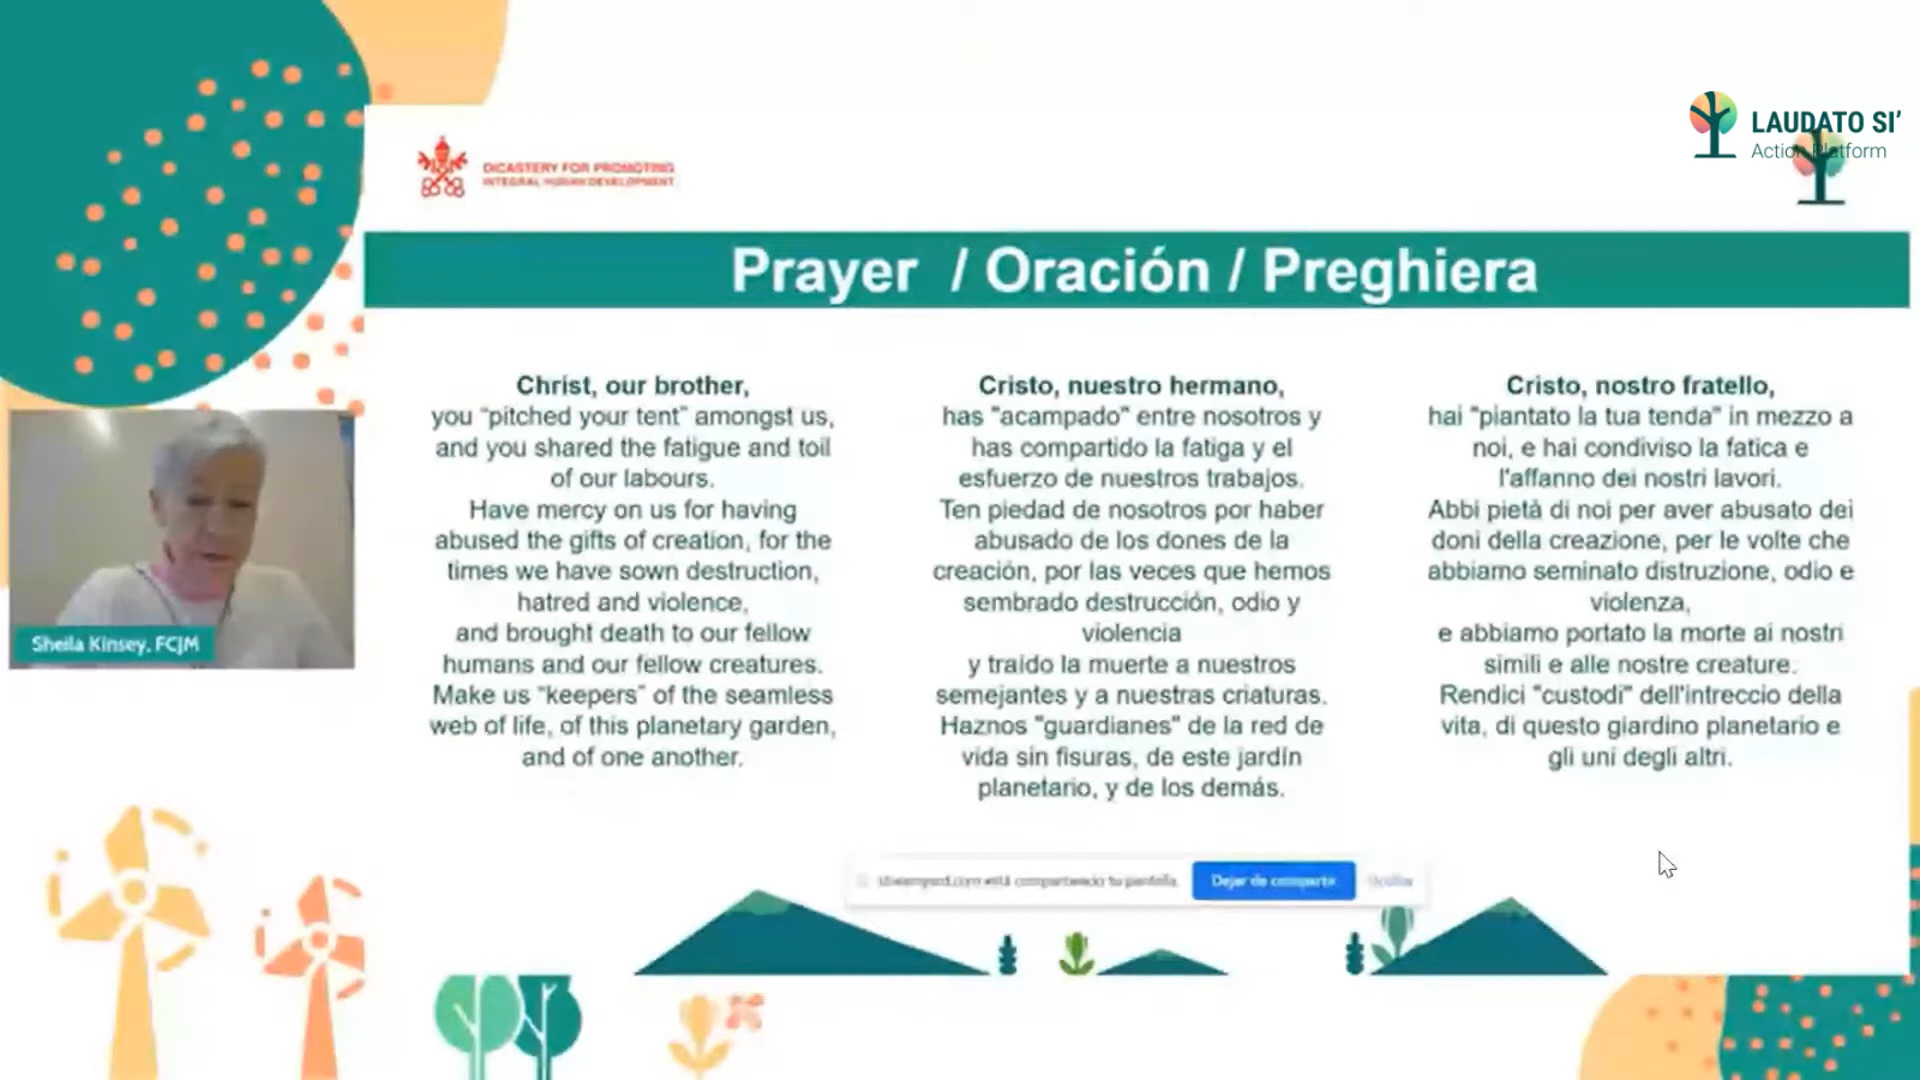 LAUDATO SI’
Action Platform
DICASTERY FOR PROMOTING
INTEGRAL HUMAN DEVELOPMENT
Prayer / Oración / Preghiera
Christ, our brother,
you “pitched your tent” amongst us,
and you shared the fatigue and toil
of our labours.
Have mercy on us for having
abused the gifts of creation, for the
times we have sown destruction,
hatred and violence,
and brought death to our fellow
humans and our fellow creatures.
Make us “keepers” of the seamless
web of life, of this planetary garden,
and of one another.
Cristo, nuestro hermano,
has "acampado" entre nosotros y
has compartido la fatiga y el
esfuerzo de nuestros trabajos.
Ten piedad de nosotros por haber
abusado de los dones de la
creación, por las veces que hemos
sembrado destrucción, odio y
violencia
y traído la muerte a nuestros
semejantes y a nuestras criaturas.
Haznos "guardianes" de la red de
vida sin fisuras, de este jardín
planetario, y de los demás.
Cristo, nostro fratello,
hai "piantato la tua tenda" in mezzo a
noi, e hai condiviso la fatica e
l'affanno dei nostri lavori.
Abbi pietà di noi per aver abusato dei
doni della creazione, per le volte che
abbiamo seminato distruzione, odio e
violenza,
e abbiamo portato la morte ai nostri
simili e alle nostre creature.
Rendici "custodi" dell'intreccio della
vita, di questo giardino planetario e
gli uni degli altri.
Sheila Kinsey, FCJM
streamyard.com está compartiendo tu pantalla.
Dejar de compartir
Ocultar